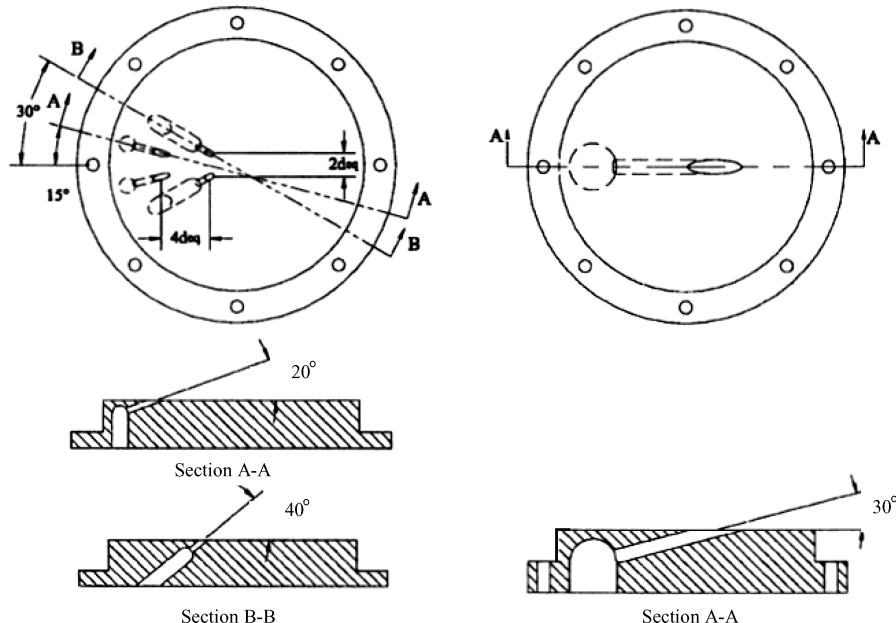 B
A
30°
15°
2deq
4deq
A
B
A
A
20°
Section A-A
40°
Section B-B
30°
Section A-A